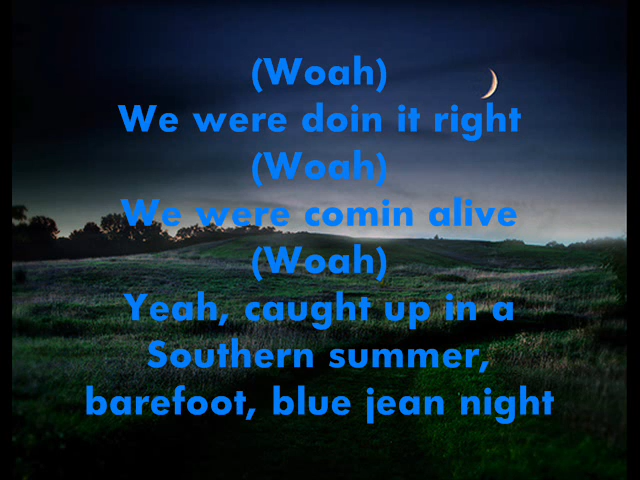 (Woah)
We were doin it right
(Woah)
We were comin alive
(Woah)
Yeah, caught up in a
Southern summer,
barefoot, blue jean night